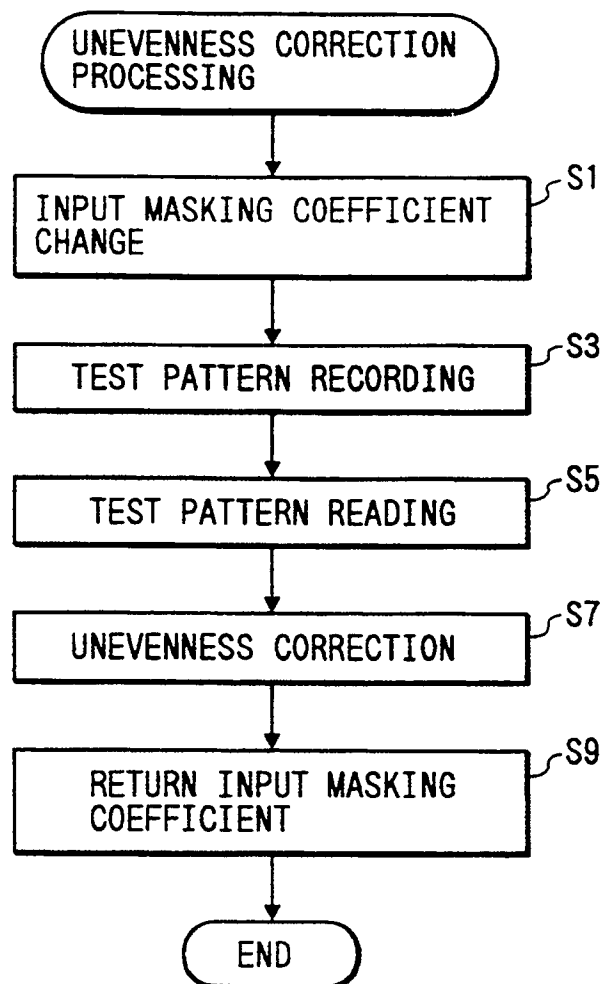 UNEVENNESS CORRECTION
PROCESSING
S1
INPUT MASKING COEFFICIENT
CHANGE
S3
TEST PATTERN RECORDING
S5
TEST PATTERN READING
S7
UNEVENNESS CORRECTION
S9
RETURN INPUT MASKING
COEFFICIENT
END